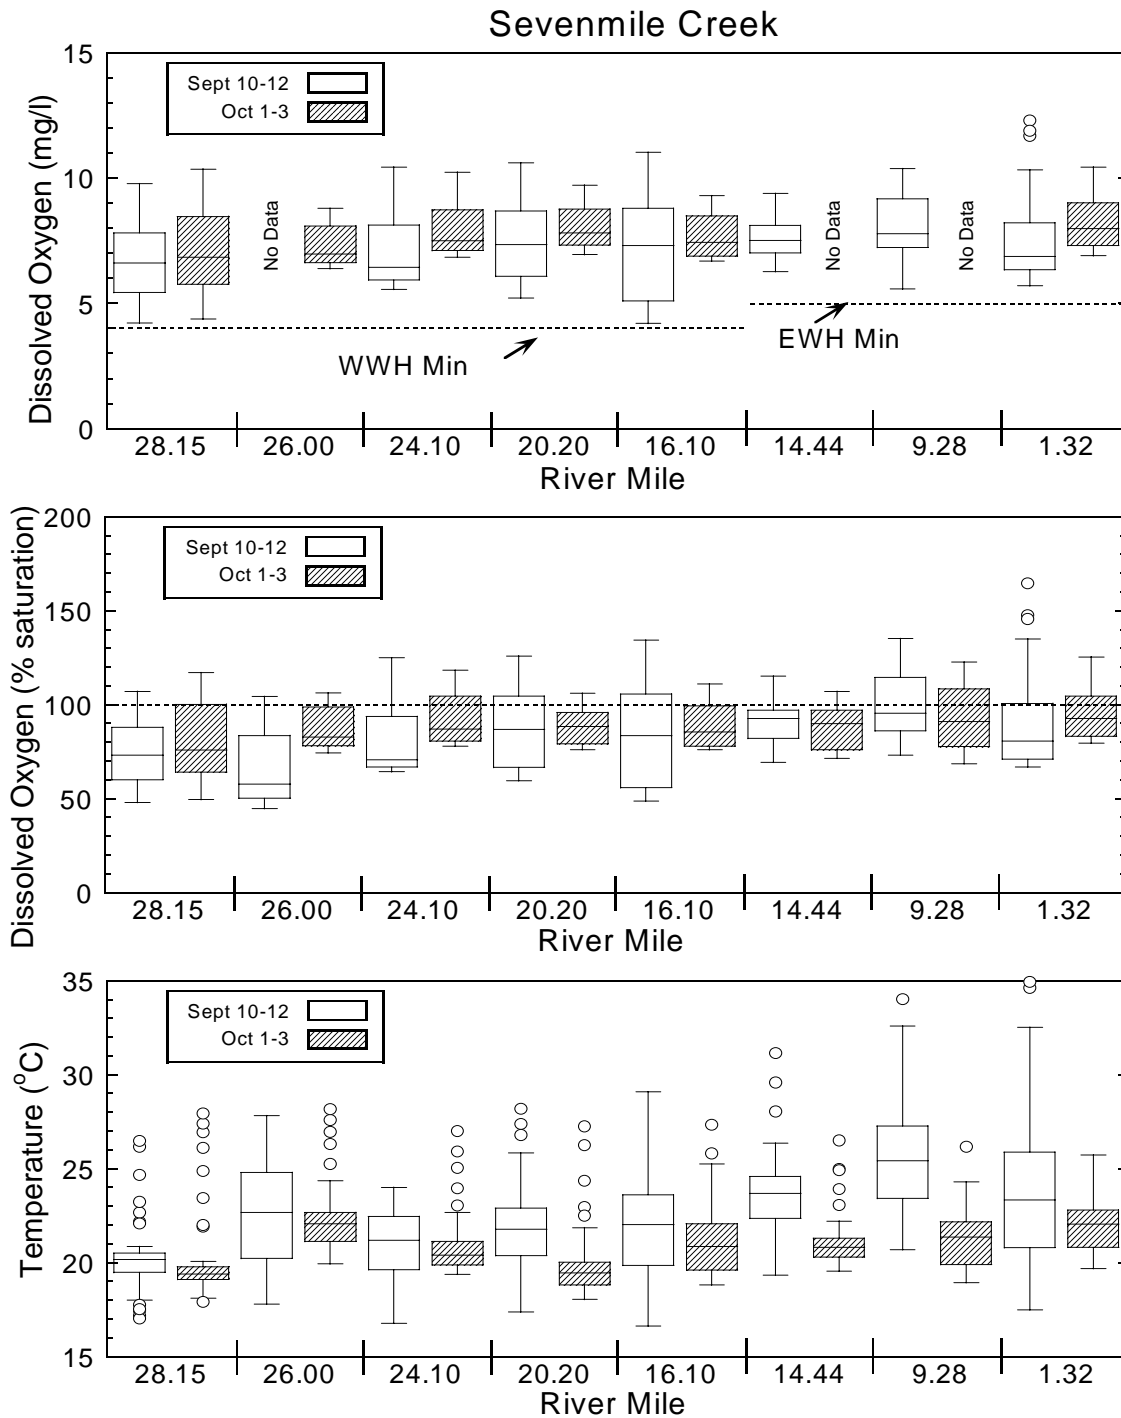 Sevenmile Creek
Dissolved Oxygen (mg/l)
15
10
5
0
Sept 10-12
Oct 1-3
No Data
No Data
No Data
WWH Min
EWH Min
28.15 26.00 24.10 20.20 16.10 14.44 9.28 1.32
River Mile
Dissolved Oxygen (% saturation)
200
150
100
50
0
Sept 10-12
Oct 1-3
28.15 26.00 24.10 20.20 16.10 14.44 9.28 1.32
River Mile
Temperature (°C)
35
30
25
20
15
Sept 10-12
Oct 1-3
28.15 26.00 24.10 20.20 16.10 14.44 9.28 1.32
River Mile